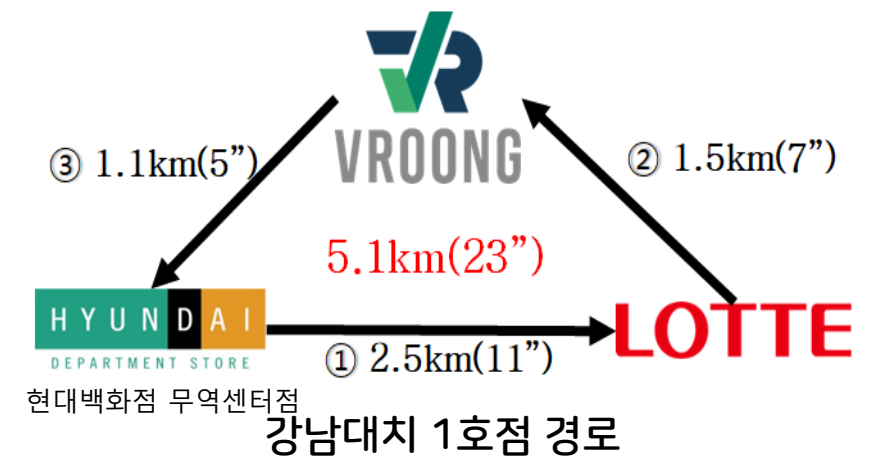 VROONG
③ 1.1km(5”)
② 1.5km(7”)
5.1km(23”)
HYUNDAI
DEPARTMENT STORE
LOTTE
① 2.5km(11”)
현대백화점 무역센터점
강남대치 1호점 경로